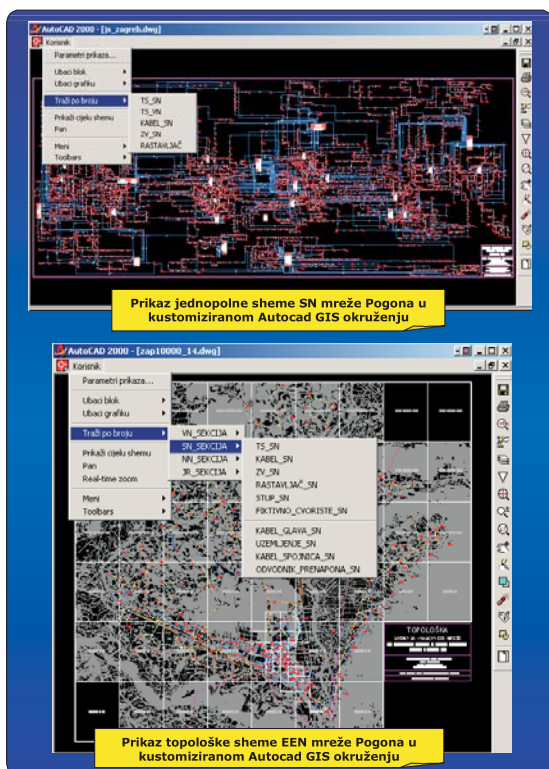 AutoCAD 2000 - [js_zagreb.dwg]
Korisnik
Parametri prikaza...
Ubaci blok
Ubaci grafiku
Traži po broju
Prikaži cijelu shemu
Pan
Meni
Toolbars
TS_SN
TS_VN
KABEL_SN
ZV_SN
RASTAVLJAČ
Prikaz jednopolne sheme SN mreže Pogona u
kustomiziranom Autocad GIS okruženju
AutoCAD 2000 - [zap10000_14.dwg]
Korisnik
Parametri prikaza...
Ubaci blok
Ubaci grafiku
Traži po broju
Prikaži cijelu shemu
Pan
Real-time zoom
Meni
Toolbars
VN_SEKCIJA
SN_SEKCIJA
NN_SEKCIJA
JR_SEKCIJA
TS_SN
KABEL_SN
ZV_SN
RASTAVLJAČ_SN
STUP_SN
FIKTIVNO_CVORISTE_SN
KABEL_GLAVA_SN
UZEMLJENJE_SN
KABEL_SPOJNICA_SN
ODVODNIK_PRENAPONA_SN
TOPOLOŠKA
Prikaz topološke sheme EEN mreže Pogona u
kustomiziranom Autocad GIS okruženju